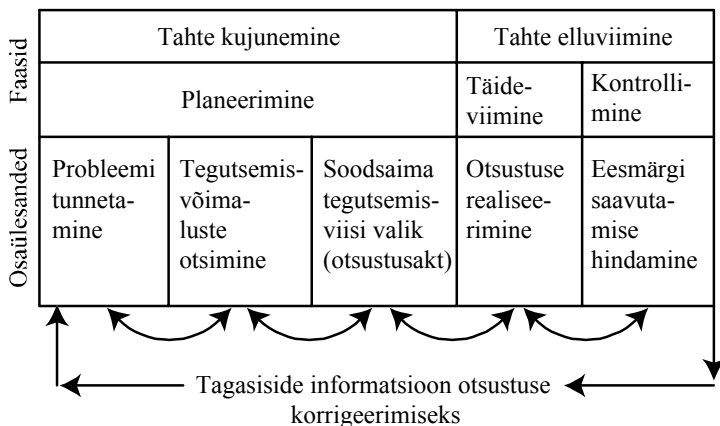 Faasid
Tahte kujunemine
Tahte elluviimine
Planeerimine
Täide-
viimine
Kontrolli-
mine
Osaülesanded
Probleemi
tunneta-
mine
Tegutsemis-
võima-
luste
otsimine
Soodsaima
tegutsemis-
viisi valik
(otsustusakt)
Otsustuse
realisee-
rimine
Eesmärgi
saavuta-
mise
hindamine
Tagasiside informatsioon otsustuse
korrigeerimiseks